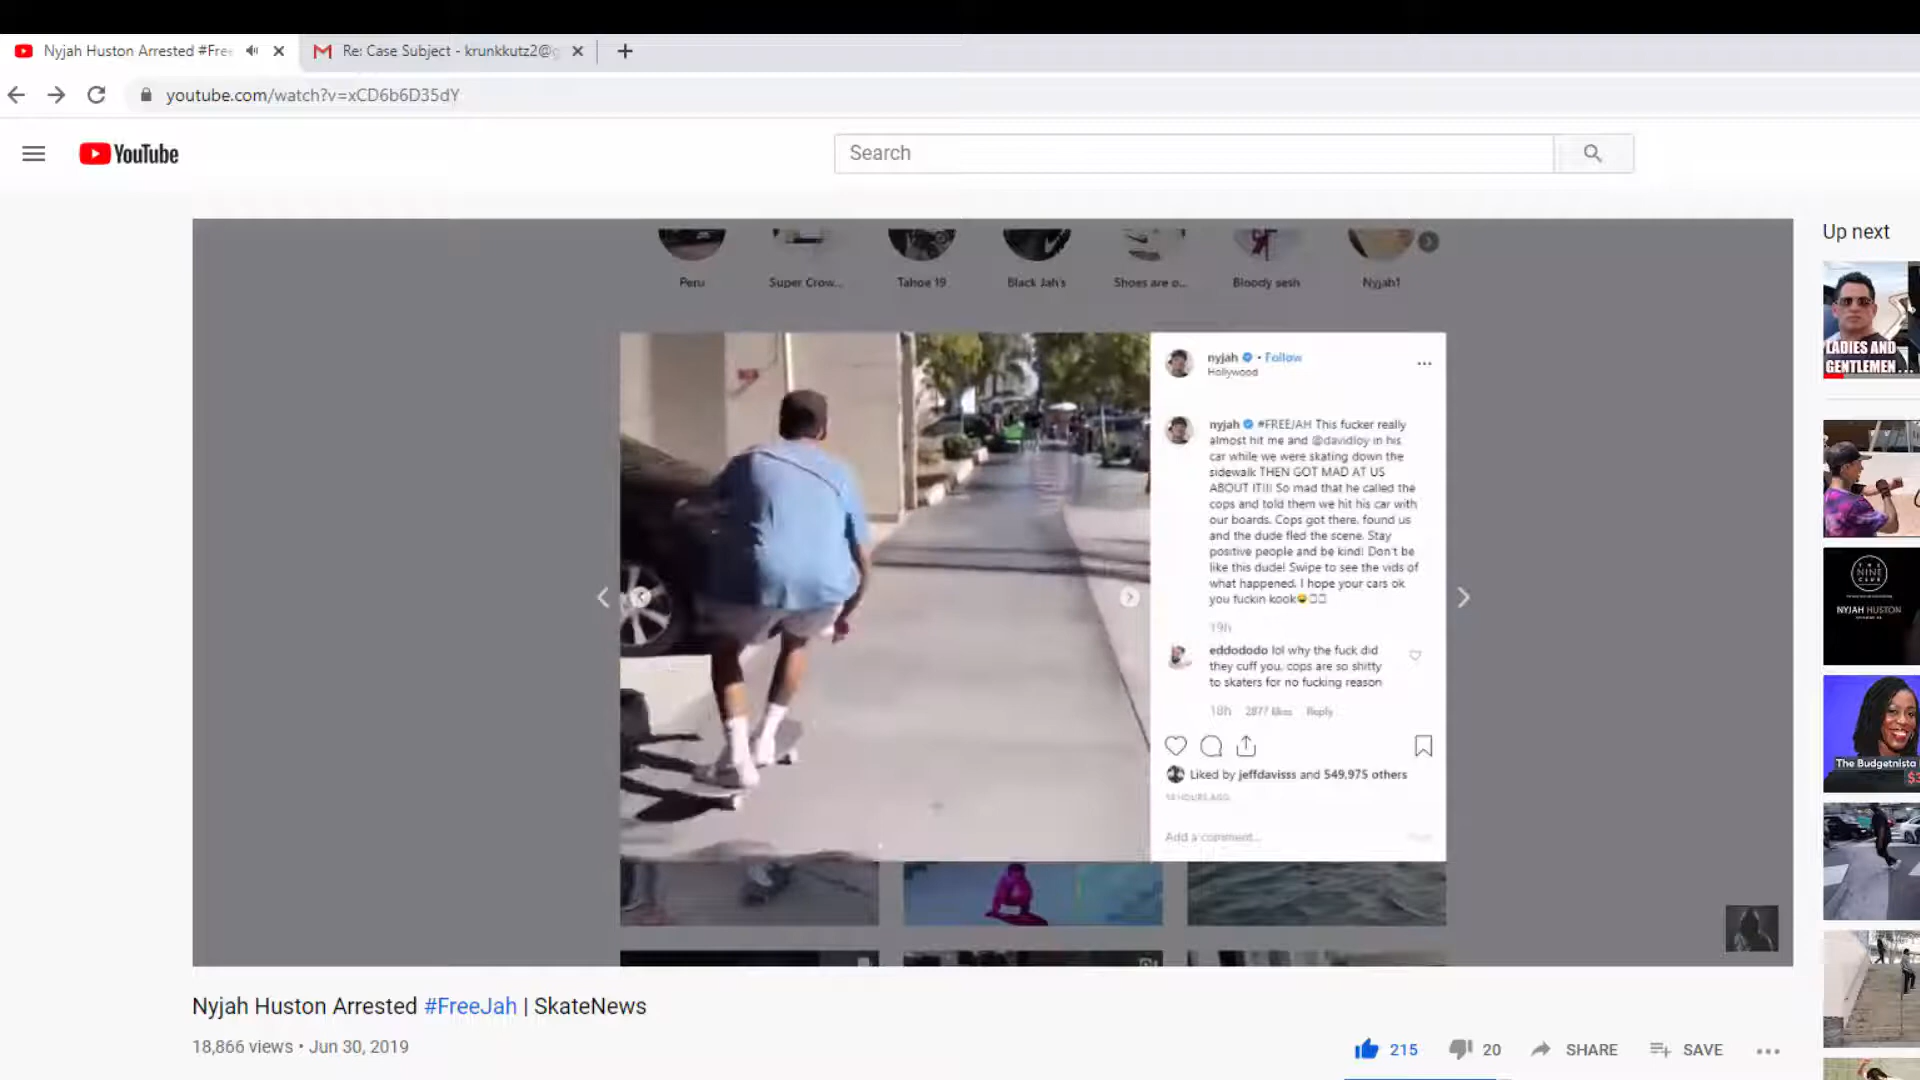 Nyjah Huston Arrested #Free
Re: Case Subject - krunkkutz2@g
youtube.com/watch?v=xCD6b6D35dY
YouTube
Search
Up next
Peru
Super Crow...
Tahoe 19
Black Jah's
Shoes are o...
Bloody sesh
Nyjah1
LADIES AND
GENTLEMEN...
nyjah • Follow
Hollywood
nyjah #FREEJAH This fucker really
almost hit me and @davidloy in his
car while we were skating down the
sidewalk THEN GOT MAD AT US
ABOUT IT!!! So mad that he called the
cops and told them we hit his car with
our boards. Cops got there, found us
and the dude fled the scene. Stay
positive people and be kind! Don't be
like this dude! Swipe to see the vids of
what happened. I hope your cars ok
you fuckin kook😂
19h
eddododo lol why the fuck did
they cuff you, cops are so shitty
to skaters for no fucking reason
18h 2877 likes Reply
Liked by jeffdavisss and 549,975 others
HOURS AGO
Add a comment...
THE
NINE
CLUB
NYJAH HUSTON
The Budgetnista
Nyjah Huston Arrested #FreeJah | SkateNews
18,866 views • Jun 30, 2019
215
20
SHARE
SAVE